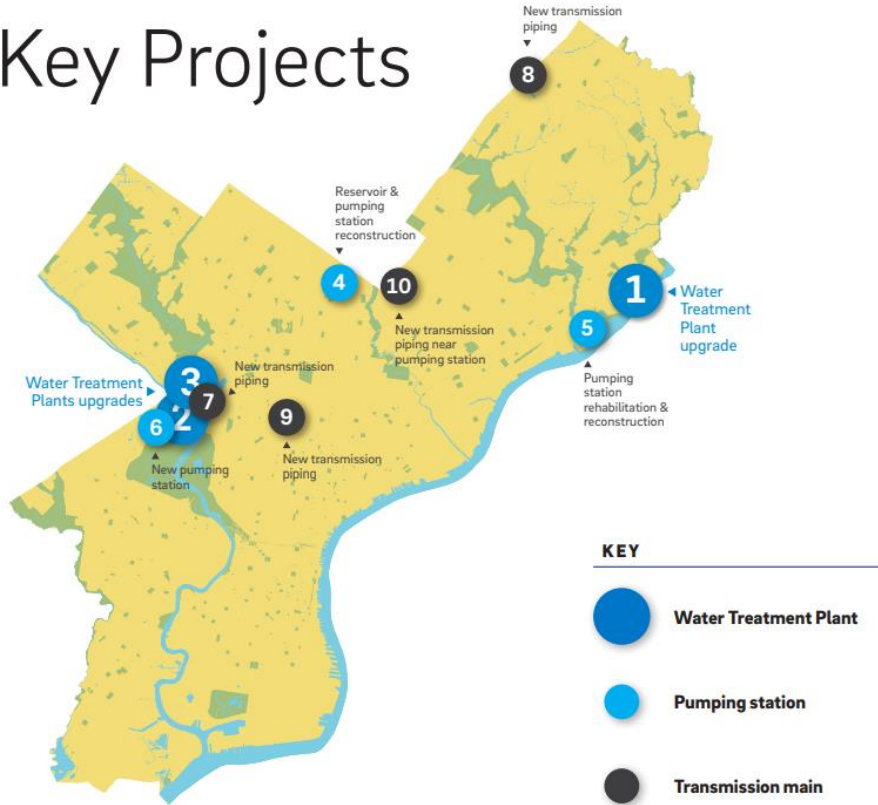 Key Projects
New transmission
piping
8
Reservoir &
pumping
station
reconstruction
4
10
New transmission
piping near
pumping station
1
Water
Treatment
Plant
upgrade
5
Pumping
station
rehabilitation &
reconstruction
Water Treatment
Plants upgrades
3
7
New transmission
piping
2
6
New pumping
station
9
New transmission
piping
KEY
Water Treatment Plant
Pumping station
Transmission main